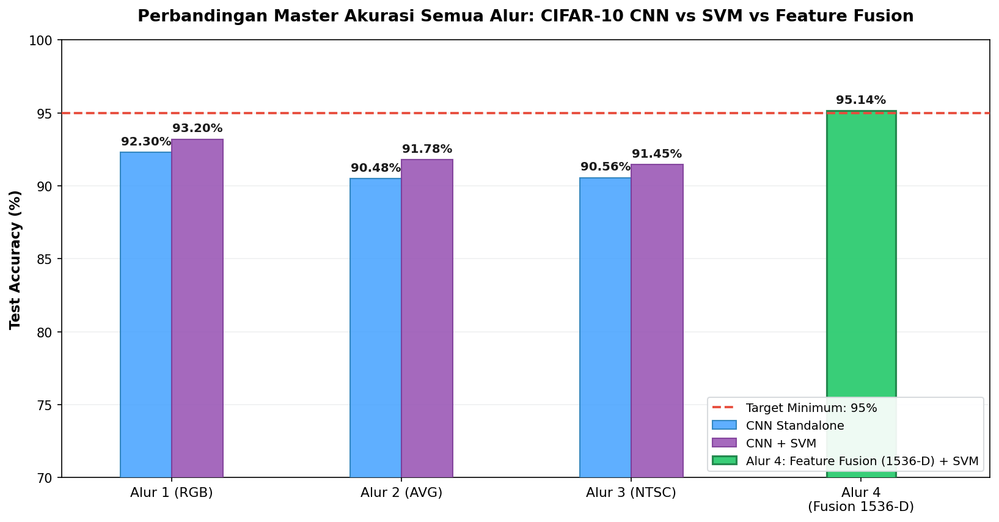 Perbandingan Master Akurasi Semua Alur: CIFAR-10 CNN vs SVM vs Feature Fusion
Test Accuracy (%)
100
95
90
85
80
75
70
92.30%
93.20%
90.48%
91.78%
90.56%
91.45%
95.14%
Target Minimum: 95%
CNN Standalone
CNN + SVM
Alur 4: Feature Fusion (1536-D) + SVM
Alur 1 (RGB)
Alur 2 (AVG)
Alur 3 (NTSC)
Alur 4
(Fusion 1536-D)